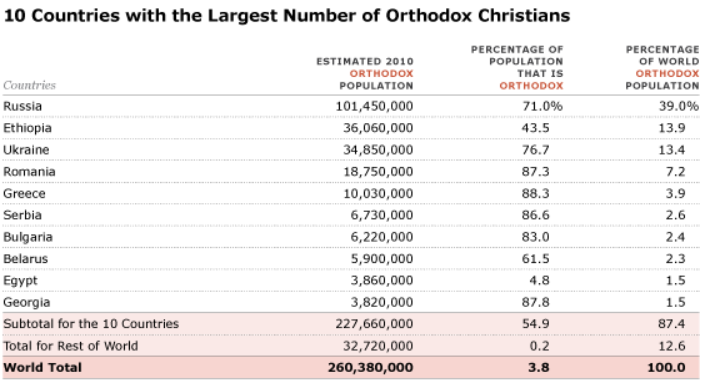 10 Countries with the Largest Number of Orthodox Christians
Countries ESTIMATED 2010 ORTHODOX POPULATION PERCENTAGE OF POPULATION THAT IS ORTHODOX PERCENTAGE OF WORLD ORTHODOX POPULATION
Russia 101,450,000 71.0% 39.0%
Ethiopia 36,060,000 43.5 13.9
Ukraine 34,850,000 76.7 13.4
Romania 18,750,000 87.3 7.2
Greece 10,030,000 88.3 3.9
Serbia 6,730,000 86.6 2.6
Bulgaria 6,220,000 83.0 2.4
Belarus 5,900,000 61.5 2.3
Egypt 3,860,000 4.8 1.5
Georgia 3,820,000 87.8 1.5
Subtotal for the 10 Countries 227,660,000 54.9 87.4
Total for Rest of World 32,720,000 0.2 12.6
World Total 260,380,000 3.8 100.0